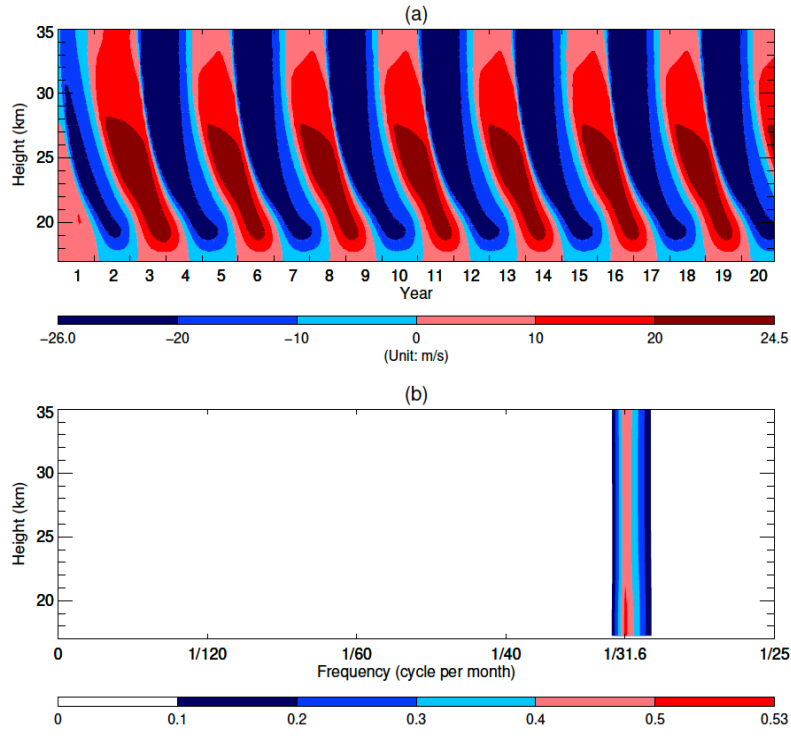 (a)
35
30
25
20
Height (km)
1 2 3 4 5 6 7 8 9 10 11 12 13 14 15 16 17 18 19 20
Year
−26.0 −20 −10 0 10 20 24.5
(Unit: m/s)
(b)
35
30
25
20
Height (km)
0 1/120 1/60 1/40 1/31.6 1/25
Frequency (cycle per month)
0 0.1 0.2 0.3 0.4 0.5 0.53